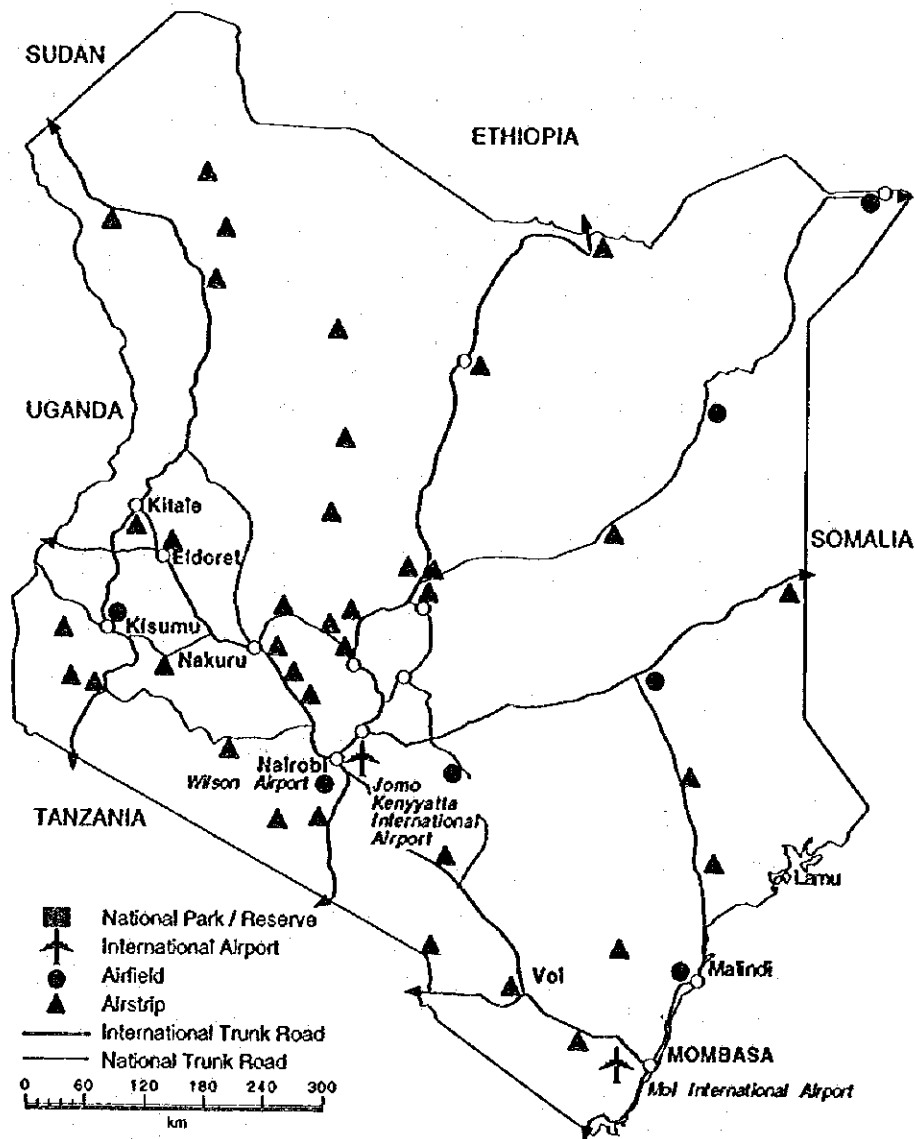 SUDAN
ETHIOPIA
UGANDA
Kitale
Eldoret
SOMALIA
Kisumu
Nakuru
Nairobi
Wilson Airport
Jomo
Kenyyatta
International
Airport
TANZANIA
Lamu
National Park / Reserve
International Airport
Airfield
Airstrip
International Trunk Road
National Trunk Road
0 60 120 180 240 300
km
Voi
Malindi
MOMBASA
Moi International Airport